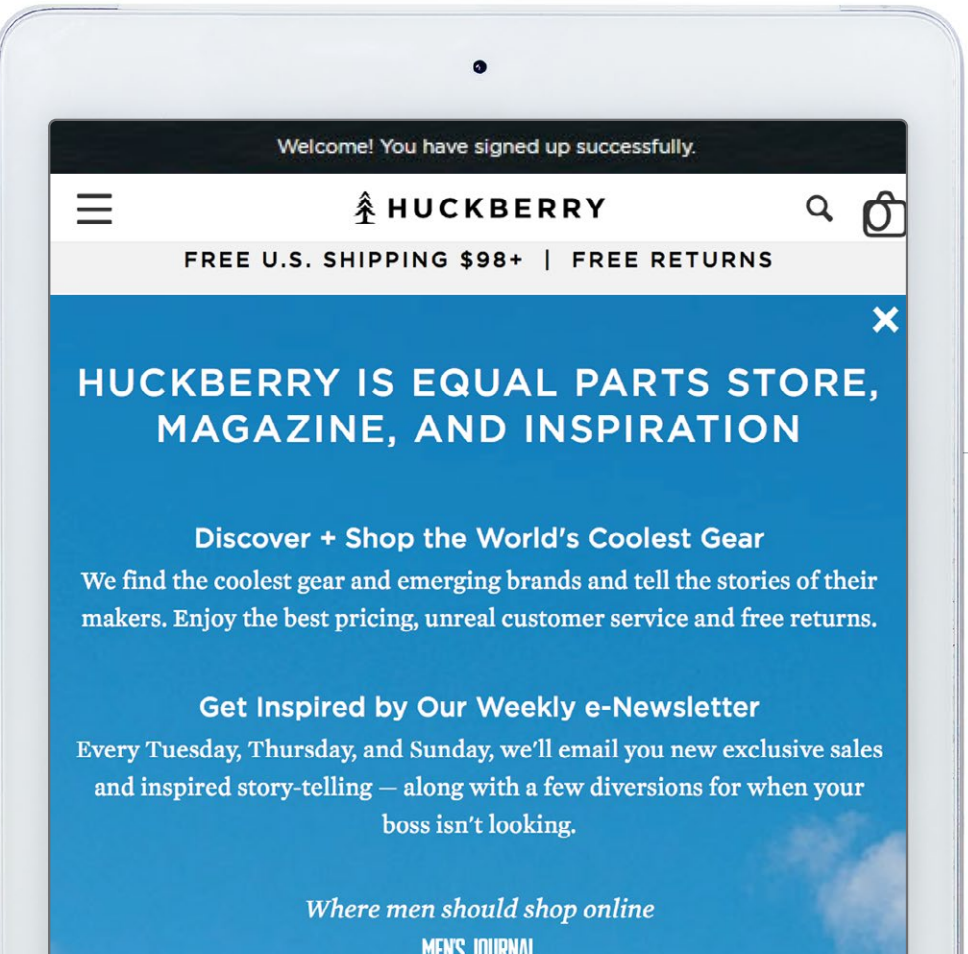 Welcome! You have signed up successfully.
HUCKBERRY
0
FREE U.S. SHIPPING $98+ | FREE RETURNS
HUCKBERRY IS EQUAL PARTS STORE,
MAGAZINE, AND INSPIRATION
Discover + Shop the World's Coolest Gear
We find the coolest gear and emerging brands and tell the stories of their
makers. Enjoy the best pricing, unreal customer service and free returns.
Get Inspired by Our Weekly e-Newsletter
Every Tuesday, Thursday, and Sunday, we'll email you new exclusive sales
and inspired story-telling — along with a few diversions for when your
boss isn't looking.
Where men should shop online
MEN'S JOURNAL